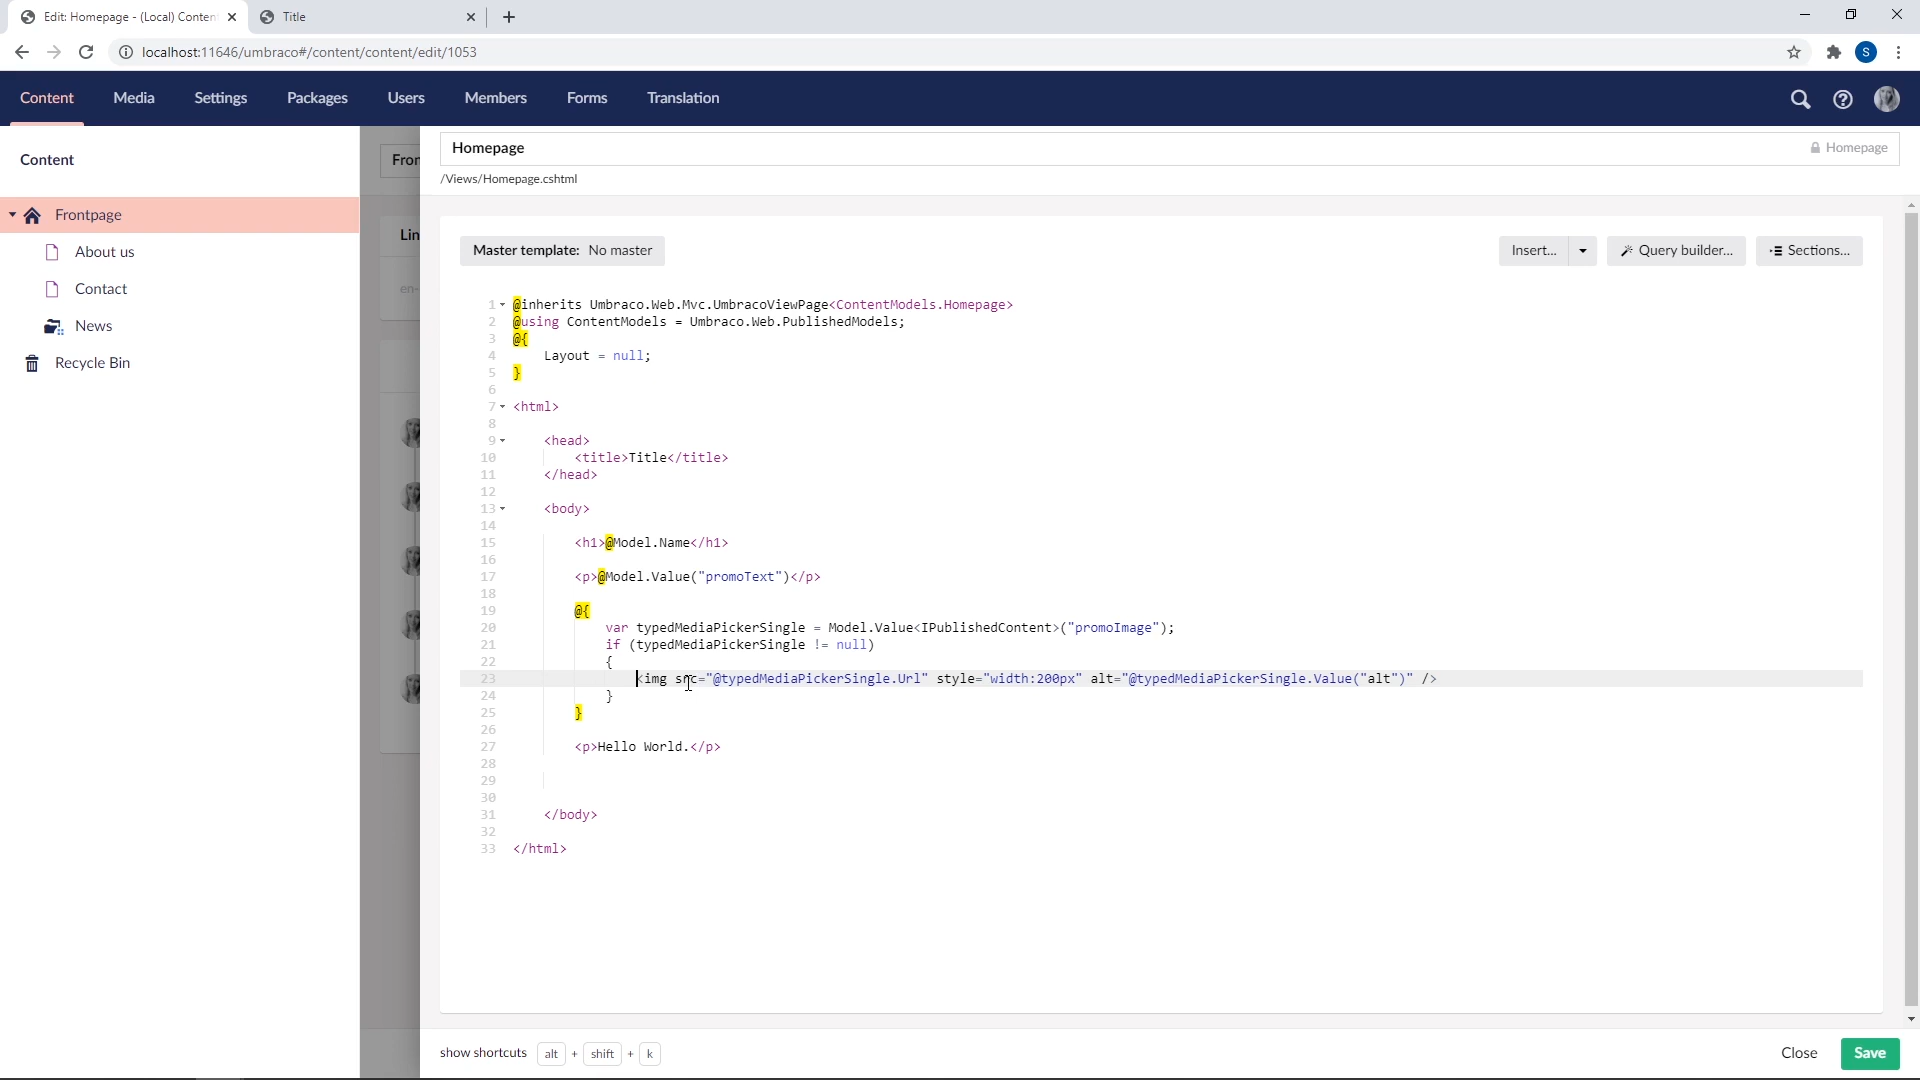 Edit: Homepage - (Local) Conten
Title
localhost:11646/umbraco#/content/content/edit/1053
S
Content Media Settings Packages Users Members Forms Translation
Content
Frontpage
About us
Contact
News
Recycle Bin
Fron
Lin
en-
Homepage
Homepage
/Views/Homepage.cshtml
Master template: No master
Insert... Query builder... Sections...
1 @inherits Umbraco.Web.Mvc.UmbracoViewPage<ContentModels.Homepage>
2 @using ContentModels = Umbraco.Web.PublishedModels;
3 @{
4 Layout = null;
5 }
6
7 <html>
8
9 <head>
10 <title>Title</title>
11 </head>
12
13 <body>
14
15 <h1>@Model.Name</h1>
16
17 <p>@Model.Value("promoText")</p>
18
19 @{
20 var typedMediaPickerSingle = Model.Value<IPublishedContent>("promoImage");
21 if (typedMediaPickerSingle != null)
22 {
23 <img src="@typedMediaPickerSingle.Url" style="width:200px" alt="@typedMediaPickerSingle.Value("alt")" />
24 }
25 }
26
27 <p>Hello World.</p>
28
29
30
31 </body>
32
33 </html>
show shortcuts alt + shift + k
Close Save